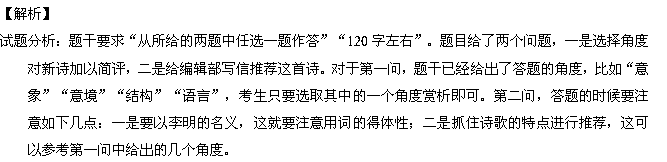 【解析】
试题分析：题干要求“从所给的两题中任选一题作答”“120 字左右”。题目给了两个问题，一是选择角度
对新诗加以简评，二是给编辑部写信推荐这首诗。对于第一问，题干已经给出了答题的角度，比如“意
象”“意境”“结构”“语言”，考生只要选取其中的一个角度赏析即可。第二问，答题的时候要注
意如下几点：一是要以李明的名义，这就要注意用词的得体性；二是抓住诗歌的特点进行推荐，这可
以参考第一问中给出的几个角度。